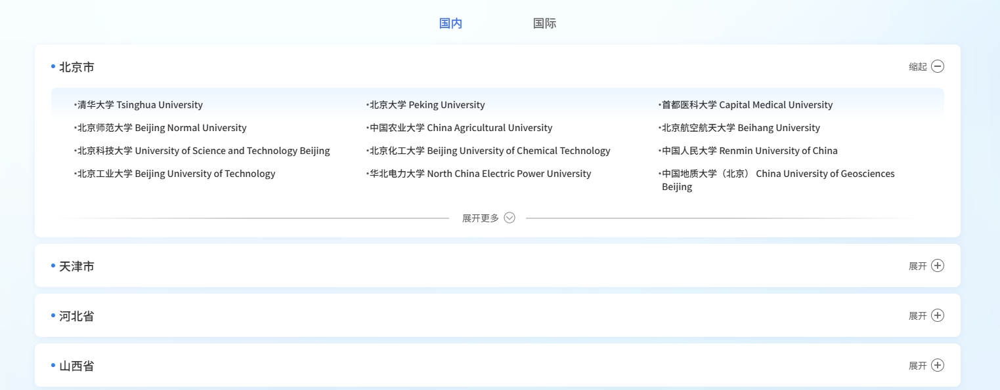 国内 国际
北京市 缩起
·清华大学 Tsinghua University ·北京大学 Peking University ·首都医科大学 Capital Medical University
·北京师范大学 Beijing Normal University ·中国农业大学 China Agricultural University ·北京航空航天大学 Beihang University
·北京科技大学 University of Science and Technology Beijing ·北京化工大学 Beijing University of Chemical Technology ·中国人民大学 Renmin University of China
·北京工业大学 Beijing University of Technology ·华北电力大学 North China Electric Power University ·中国地质大学（北京） China University of Geosciences
Beijing
展开更多
天津市 展开
河北省 展开
山西省 展开